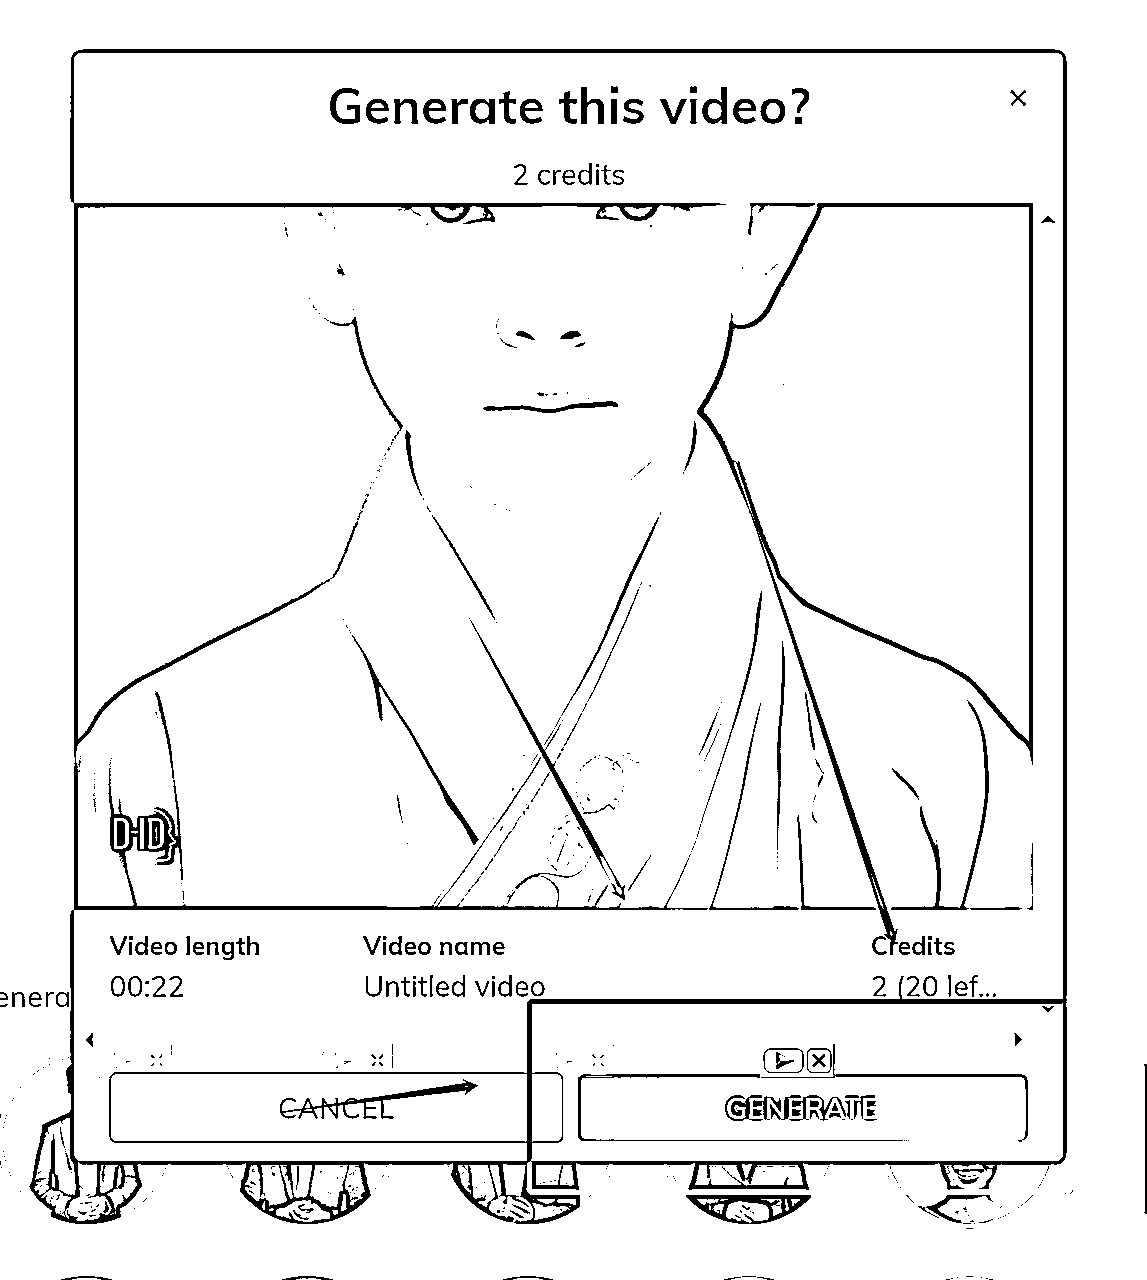 Generate this video?
2 credits
D-ID
Video length
Video name
Credits
00:22
Untitled video
2 (20 lef...
enera
CANCEL
GENERATE